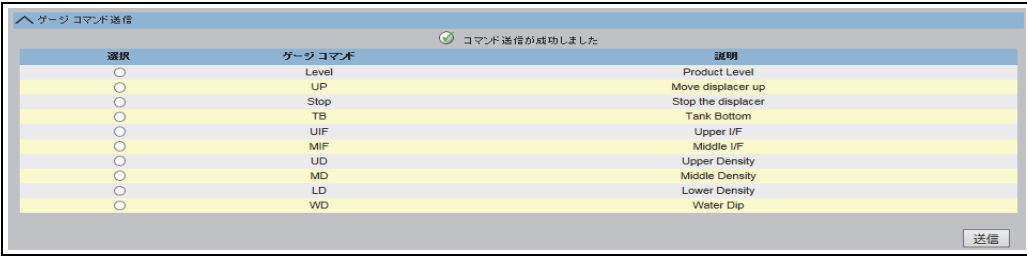 ゲージ コマンド送信
コマンド送信が成功しました
選択 ゲージ コマンド 説明
Level Product Level
UP Move displacer up
Stop Stop the displacer
TB Tank Bottom
UIF Upper I/F
MIF Middle I/F
UD Upper Density
MD Middle Density
LD Lower Density
WD Water Dip
送信